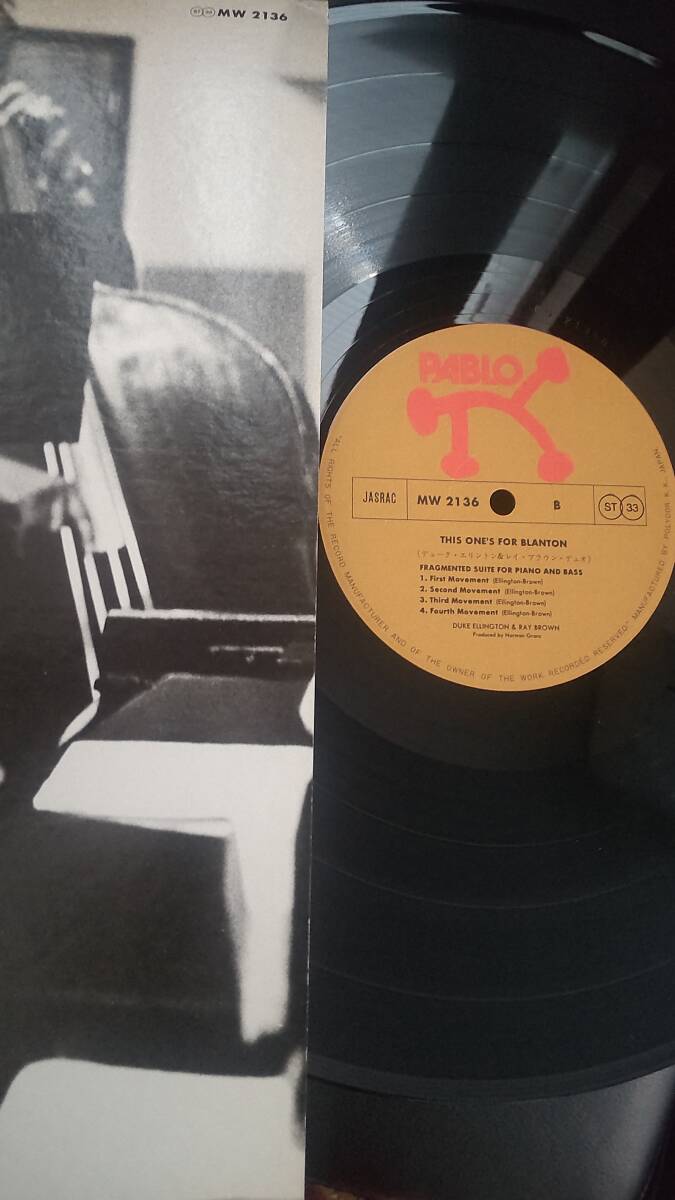 ST 33 MW 2136
PABLO
JASRAC MW 2136 B ST 33
THIS ONE'S FOR BLANTON
(デューク・エリントン&レイ・ブラウン・デュオ)
FRAGMENTED SUITE FOR PIANO AND BASS
1. First Movement (Ellington-Brown)
2. Second Movement (Ellington-Brown)
3. Third Movement (Ellington-Brown)
4. Fourth Movement (Ellington-Brown)
DUKE ELLINGTON & RAY BROWN
Produced by Norman Granz
"ALL RIGHTS OF THE RECORD MANUFACTURER AND OF THE OWNER OF THE WORK RECORDED RESERVED" MANUFACTURED BY POLYDOR K.K. JAPAN.